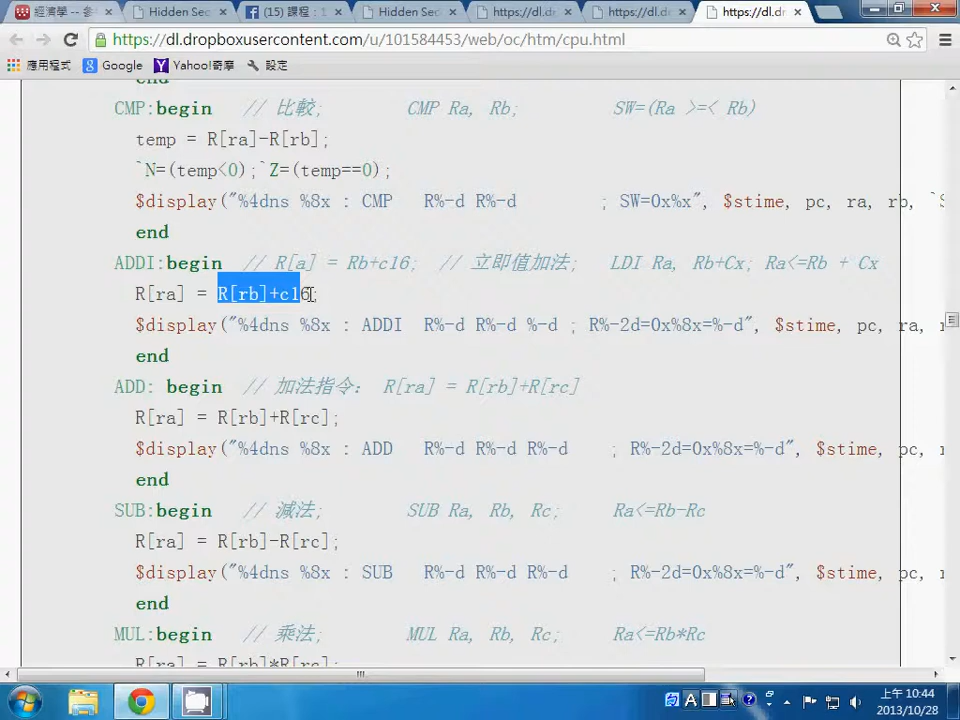 經濟學 -- 參
Hidden Sec
(15) 課程：1
Hidden Sec
https://dl.dr
https://dl.dr
https://dl.dr
https://dl.dropboxusercontent.com/u/101584453/web/oc/htm/cpu.html
應用程式 Google Yahoo!奇摩 設定
end
CMP:begin // 比較; CMP Ra, Rb; SW=(Ra >=< Rb)
temp = R[ra]-R[rb];
`N=(temp<0);`Z=(temp==0);
$display("%4dns %8x : CMP R%-d R%-d ; SW=0x%x", $stime, pc, ra, rb, `S
end
ADDI:begin // R[a] = Rb+c16; // 立即值加法; LDI Ra, Rb+Cx; Ra<=Rb + Cx
R[ra] = R[rb]+c16;
$display("%4dns %8x : ADDI R%-d R%-d %-d ; R%-2d=0x%8x=%-d", $stime, pc, ra, r
end
ADD: begin // 加法指令： R[ra] = R[rb]+R[rc]
R[ra] = R[rb]+R[rc];
$display("%4dns %8x : ADD R%-d R%-d R%-d ; R%-2d=0x%8x=%-d", $stime, pc, r
end
SUB:begin // 減法; SUB Ra, Rb, Rc; Ra<=Rb-Rc
R[ra] = R[rb]-R[rc];
$display("%4dns %8x : SUB R%-d R%-d R%-d ; R%-2d=0x%8x=%-d", $stime, pc, r
end
MUL:begin // 乘法; MUL Ra, Rb, Rc; Ra<=Rb*Rc
R[ra] = R[rb]*R[rc];
上午 10:44
2013/10/28